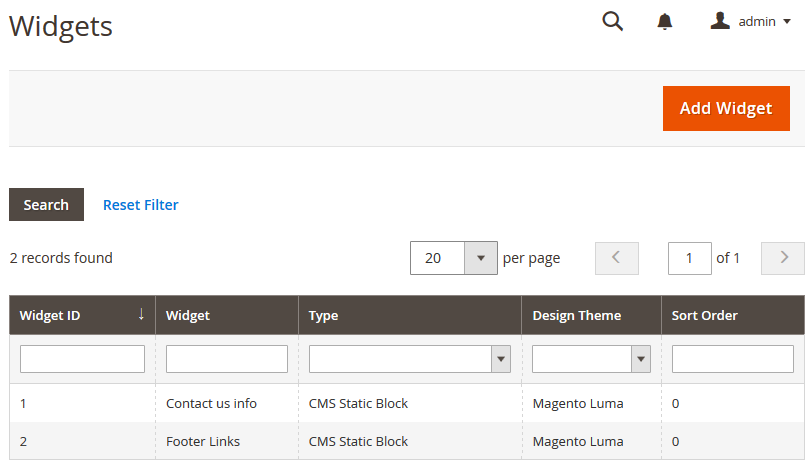 Widgets
admin
Add Widget
Search Reset Filter
2 records found 20 per page 1 of 1
Widget ID ↓ Widget Type Design Theme Sort Order
1 Contact us info CMS Static Block Magento Luma 0
2 Footer Links CMS Static Block Magento Luma 0